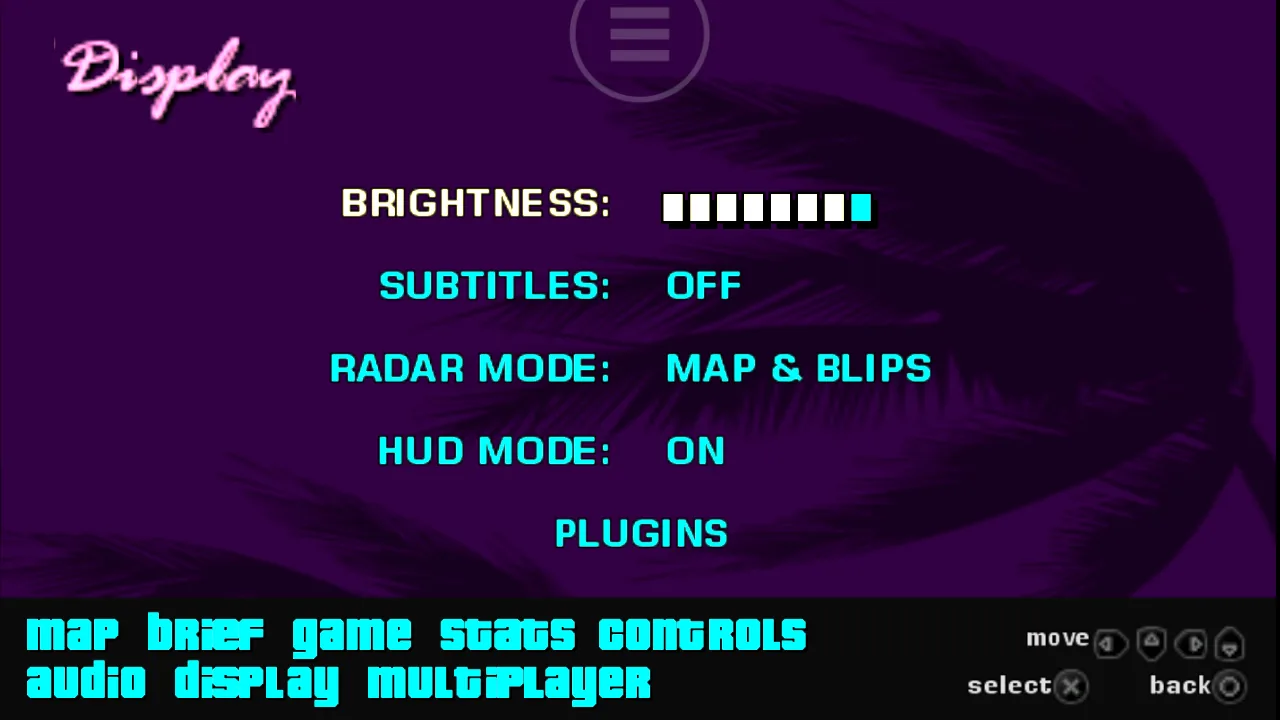 Display
BRIGHTNESS:
SUBTITLES: OFF
RADAR MODE: MAP & BLIPS
HUD MODE: ON
PLUGINS
map brief game stats controls
audio display multiplayer
move
select back